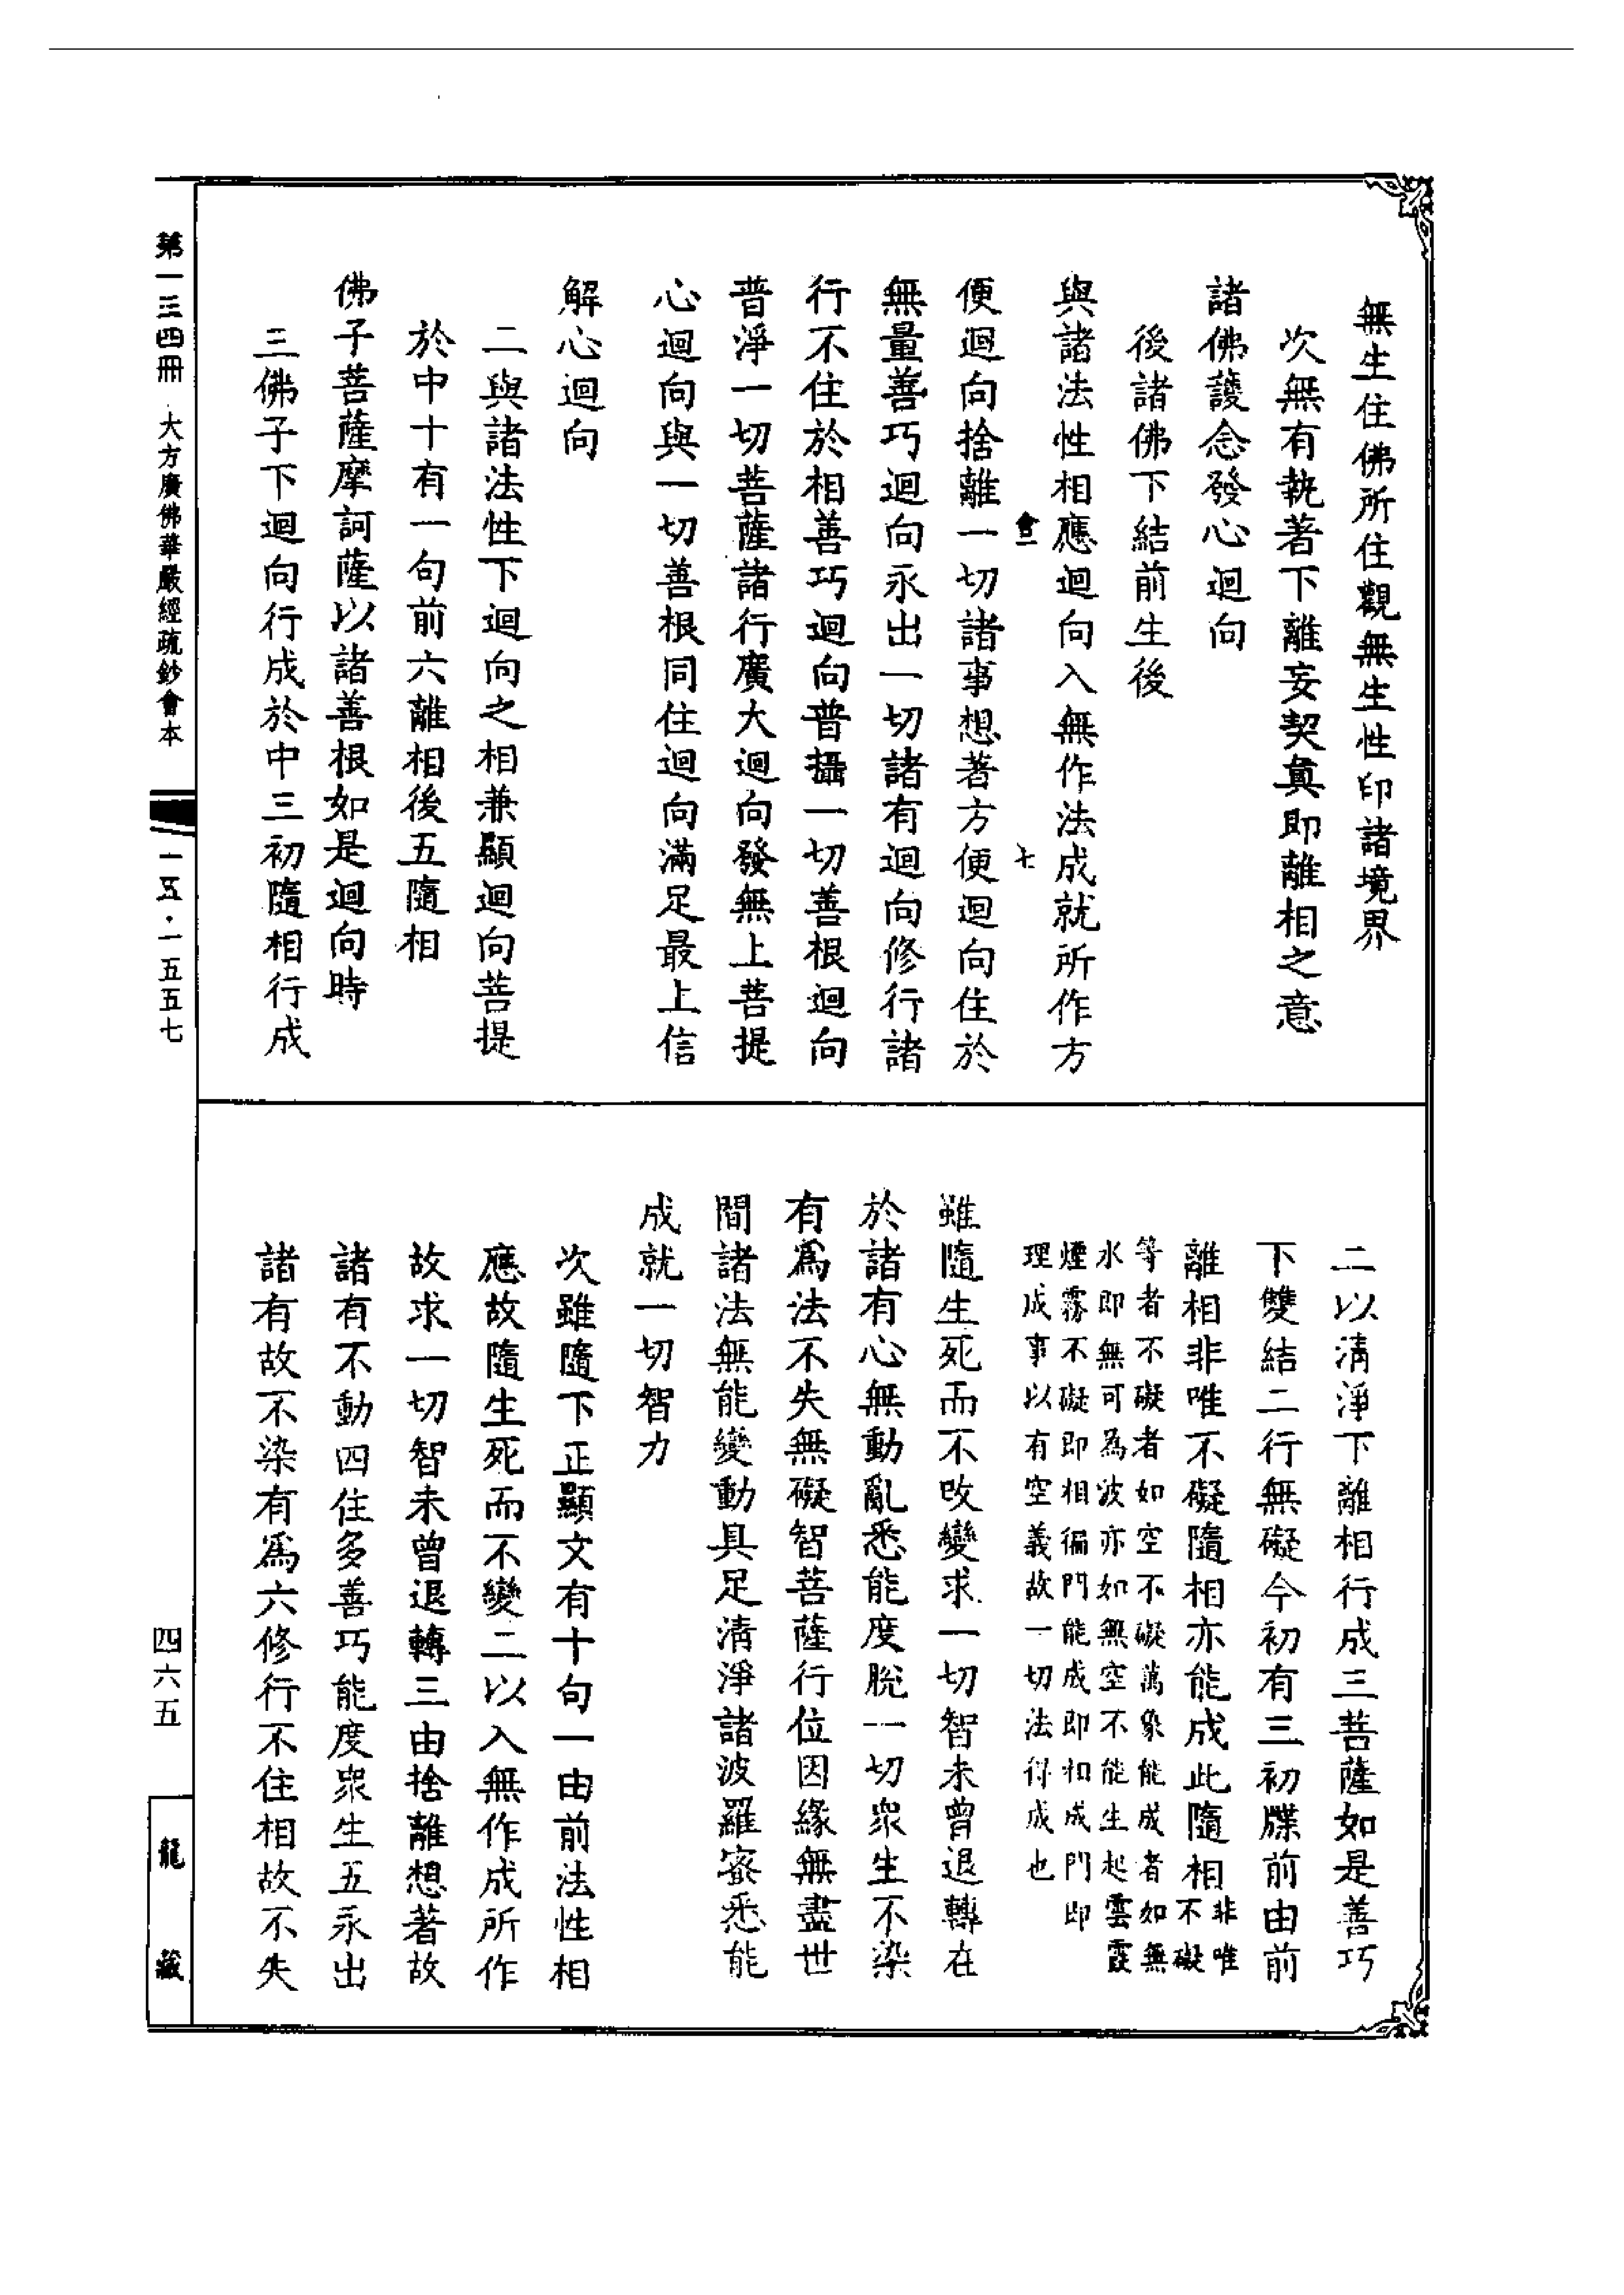 無生住佛所住觀無生性印諸境界
次無有執著下離妄契眞即離相之意
諸佛護念發心迴向
後諸佛下結前生後
與諸法性相應迴向入無作法成就所作方
會二 七
便迴向捨離一切諸事想著方便迴向住於
無量善巧迴向永出一切諸有迴向修行諸
行不住於相善巧迴向普攝一切善根迴向
普淨一切菩薩諸行廣大迴向發無上菩提
心迴向與一切善根同住迴向滿足最上信
解心迴向
二與諸法性下迴向之相兼顯迴向菩提
於中十有一句前六離相後五隨相
佛子菩薩摩訶薩以諸善根如是迴向時
三佛子下迴向行成於中三初隨相行成
二以淸淨下離相行成三菩薩如是善巧
下雙結二行無礙今初有三初牒前由前
離相非唯不礙隨相亦能成此隨相非唯不礙
等者不礙者如空不礙萬象能成者如無
水即無可為波亦如無空不能生起雲霞
煙霧不礙即相徧門能成即相成門即
理成事以有空義故一切法得成也
雖隨生死而不改變求一切智未曾退轉在
於諸有心無動亂悉能度脫一切衆生不染
有爲法不失無礙智菩薩行位因緣無盡世
間諸法無能變動具足清淨諸波羅蜜悉能
成就一切智力
次雖隨下正顯文有十句一由前法性相
應故隨生死而不變二以入無作成所作
故求一切智未曾退轉三由捨離想著故
諸有不動四住多善巧能度衆生五永出
諸有故不染有爲六修行不住相故不失
第一三四冊 大方廣佛華嚴經疏鈔會本
一五·一五五七
四六五
龍藏